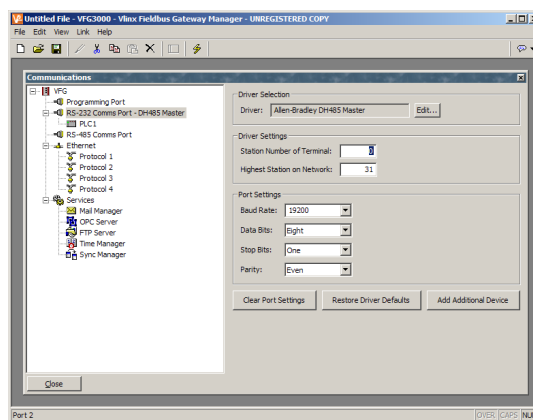 Untitled File - VFG3000 - Vlinx Fieldbus Gateway Manager - UNREGISTERED COPY
File Edit View Link Help
Communications
VFG
Programming Port
RS-232 Comms Port - DH485 Master
PLC1
RS-485 Comms Port
Ethernet
Protocol 1
Protocol 2
Protocol 3
Protocol 4
Services
Mail Manager
OPC Server
FTP Server
Time Manager
Sync Manager
Driver Selection
Driver: Allen-Bradley DH485 Master Edit...
Driver Settings
Station Number of Terminal: 0
Highest Station on Network: 31
Port Settings
Baud Rate: 19200
Data Bits: Eight
Stop Bits: One
Parity: Even
Clear Port Settings Restore Driver Defaults Add Additional Device
Close
Port 2 OVER CAPS NU